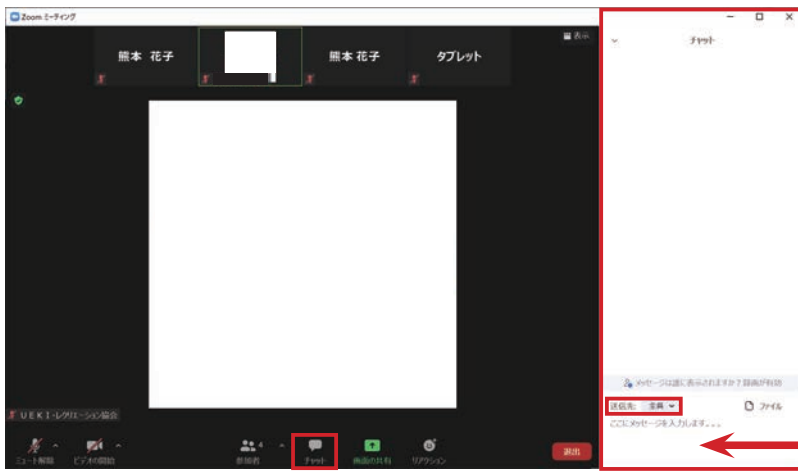 Zoom ミーティング
表示
チャット
熊本 花子
熊本 花子
タブレット
メッセージは誰に表示されますか？録画が有効
送信先: 全員
ファイル
ここにメッセージを入力します。。。
UEKI-レクリエーション協会
4
ミュート解除
ビデオの開始
参加者
チャット
画面の共有
リアクション
退出